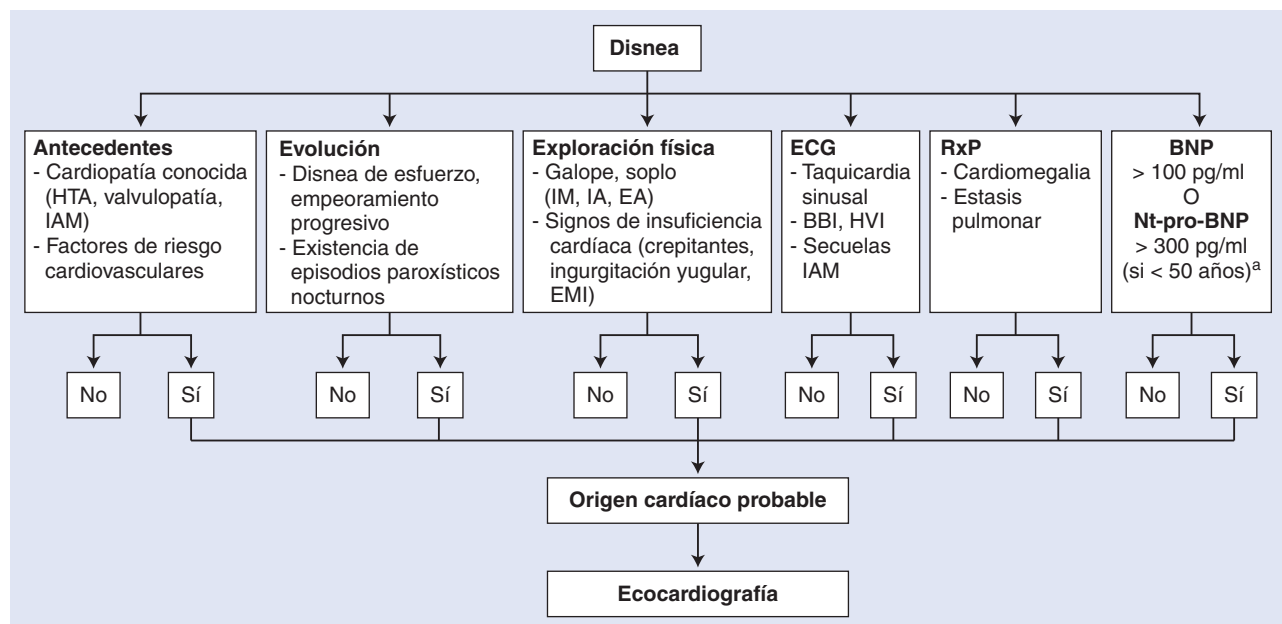 Disnea
Antecedentes
- Cardiopatía conocida
(HTA, valvulopatía,
IAM)
- Factores de riesgo
cardiovasculares
Evolución
- Disnea de esfuerzo,
empeoramiento
progresivo
- Existencia de
episodios paroxísticos
nocturnos
Exploración física
- Galope, soplo
(IM, IA, EA)
- Signos de insuficiencia
cardíaca (crepitantes,
ingurgitación yugular,
EMI)
ECG
- Taquicardia
sinusal
- BBI, HVI
- Secuelas
IAM
RxP
- Cardiomegalia
- Estasis
pulmonar
BNP
> 100 pg/ml
O
Nt-pro-BNP
> 300 pg/ml
(si < 50 años)a
No
Sí
No
Sí
No
Sí
No
Sí
No
Sí
No
Sí
Origen cardíaco probable
Ecocardiografía